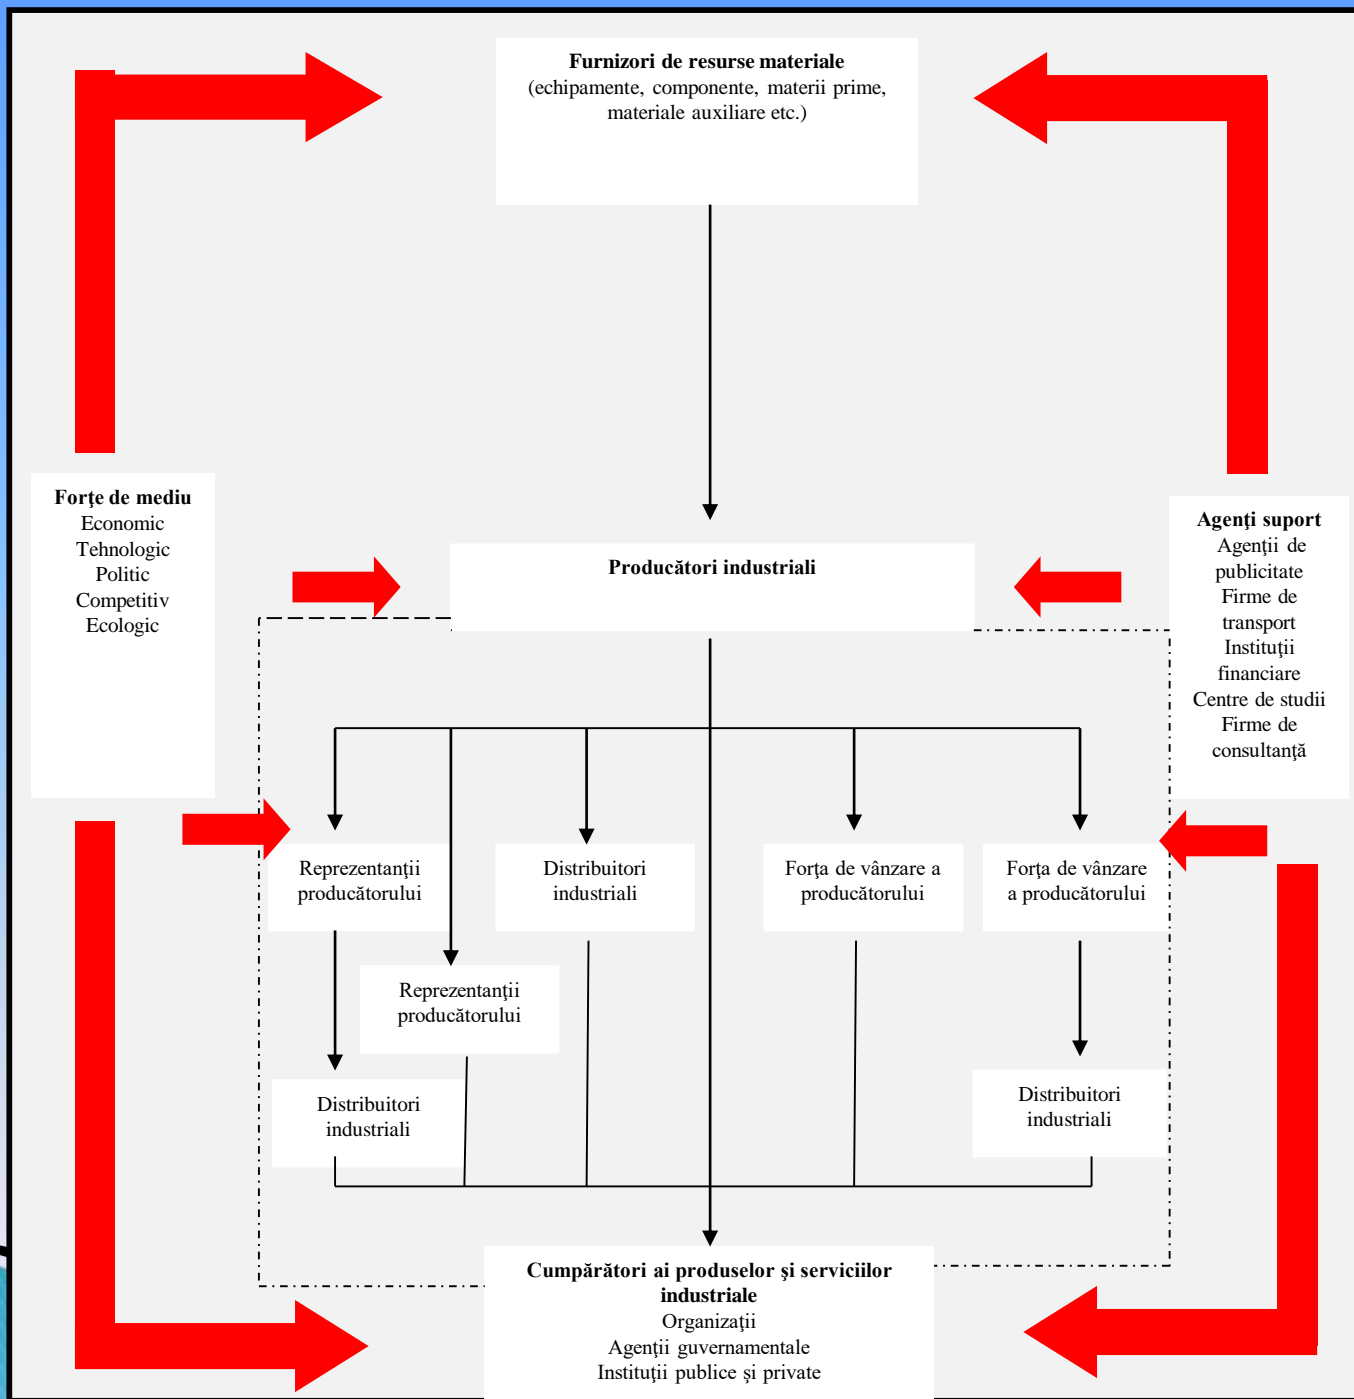 Furnizori de resurse materiale
(echipamente, componente, materii prime,
materiale auxiliare etc.)
Forţe de mediu
Economic
Tehnologic
Politic
Competitiv
Ecologic
Agenţi suport
Agenţii de
publicitate
Firme de
transport
Instituţii
financiare
Centre de studii
Firme de
consultanţă
Producători industriali
Reprezentanţii
producătorului
Distribuitori
industriali
Forţa de vânzare a
producătorului
Forţa de vânzare
a producătorului
Reprezentanţii
producătorului
Distribuitori
industriali
Distribuitori
industriali
Cumpărători ai produselor şi serviciilor
industriale
Organizaţii
Agenţii guvernamentale
Instituţii publice şi private